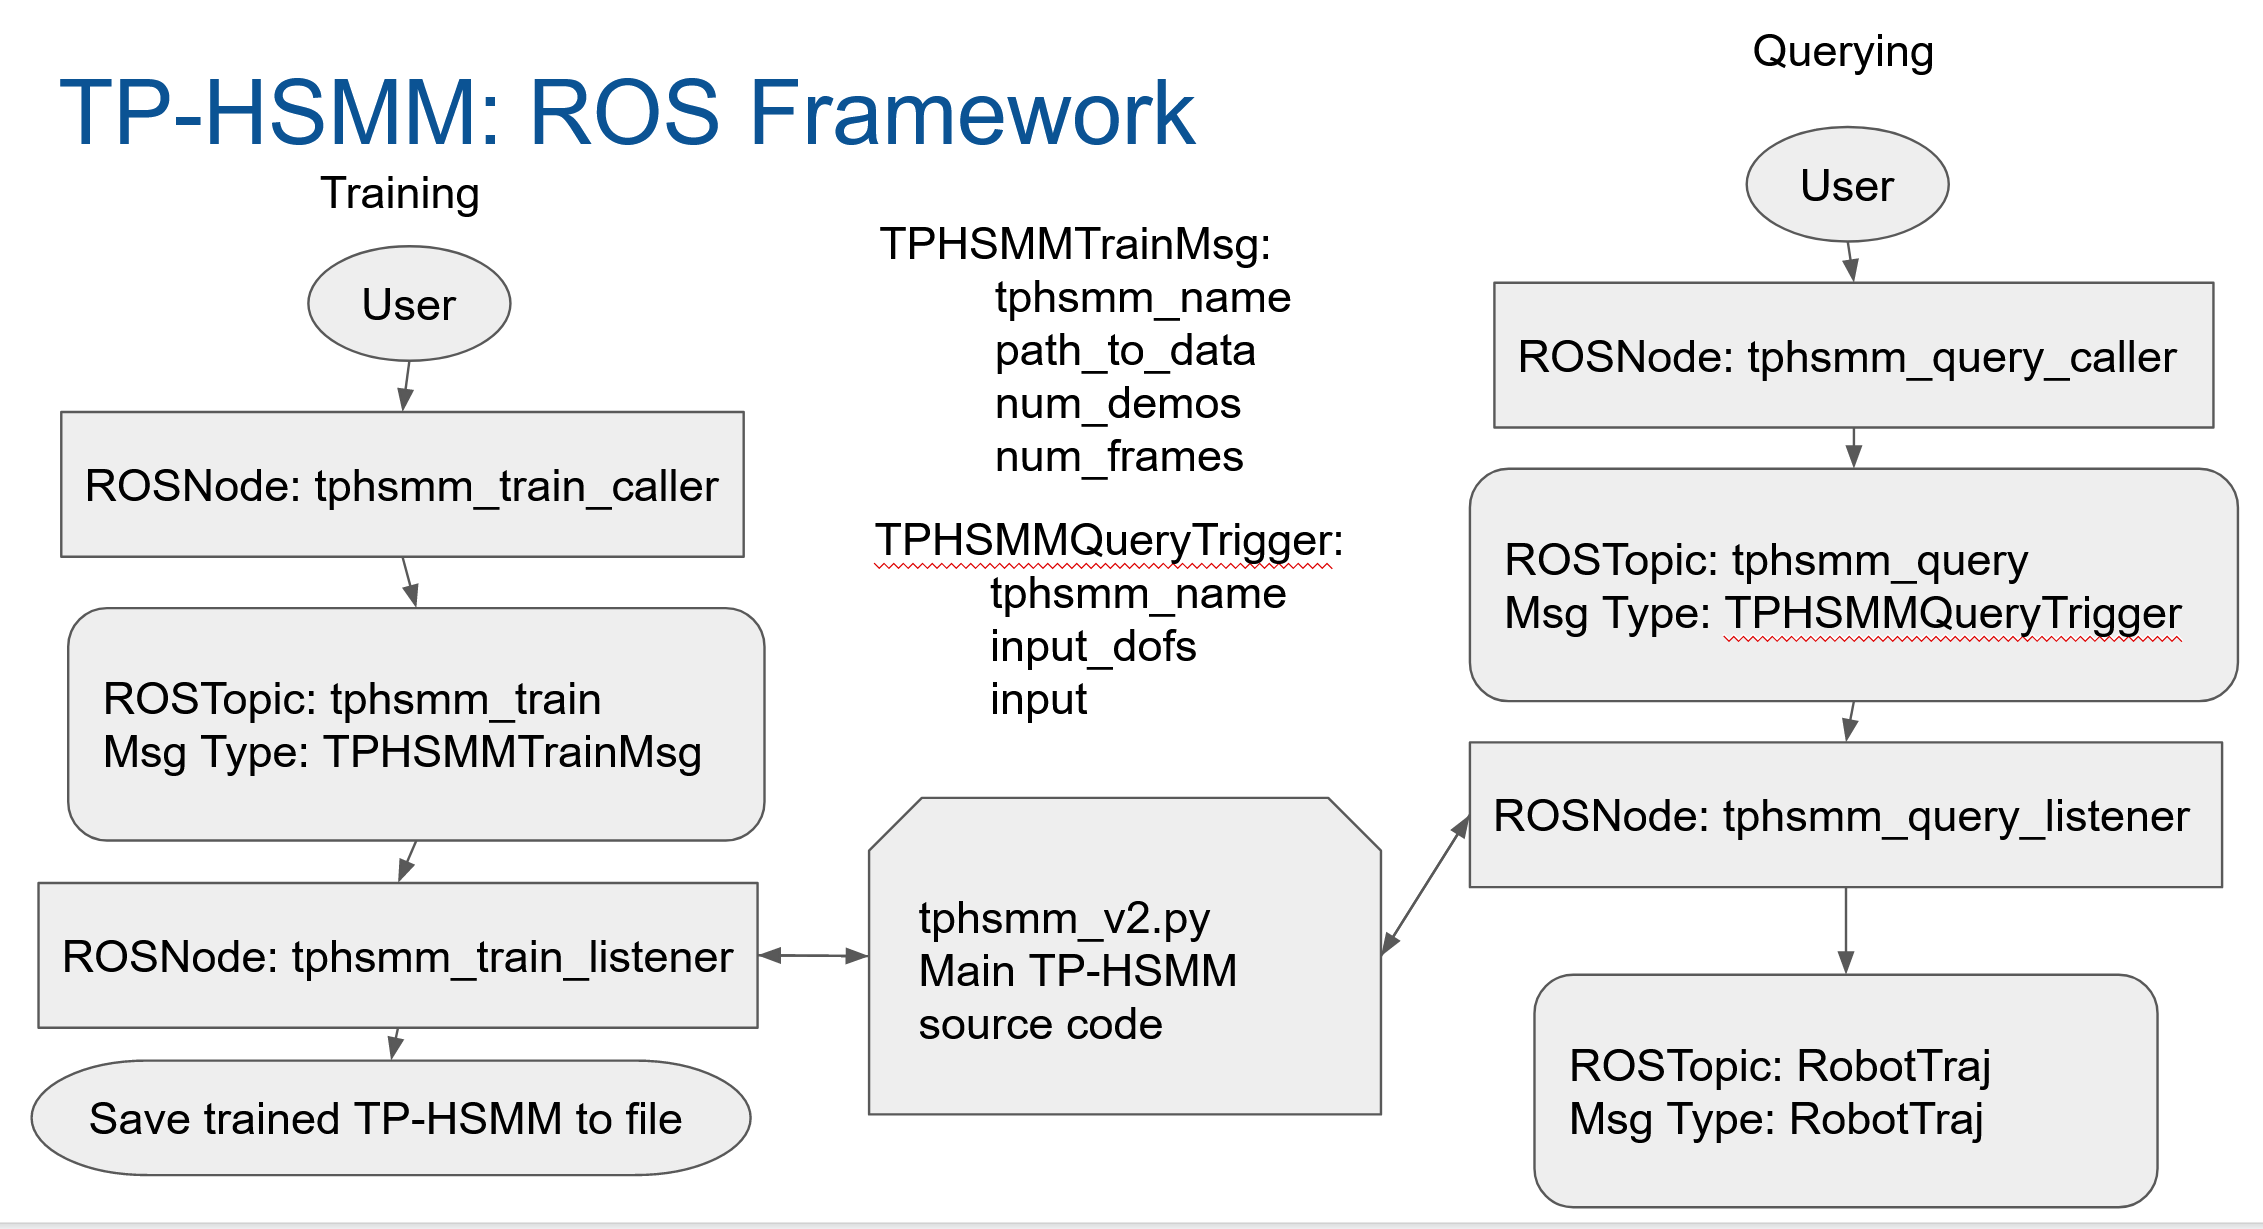 TP-HSMM: ROS Framework
Training
User
ROSNode: tphsmm_train_caller
ROSTopic: tphsmm_train
Msg Type: TPHSMMTrainMsg
ROSNode: tphsmm_train_listener
Save trained TP-HSMM to file
TPHSMMTrainMsg:
tphsmm_name
path_to_data
num_demos
num_frames
TPHSMMQueryTrigger:
tphsmm_name
input_dofs
input
tphsmm_v2.py
Main TP-HSMM
source code
Querying
User
ROSNode: tphsmm_query_caller
ROSTopic: tphsmm_query
Msg Type: TPHSMMQueryTrigger
ROSNode: tphsmm_query_listener
ROSTopic: RobotTraj
Msg Type: RobotTraj